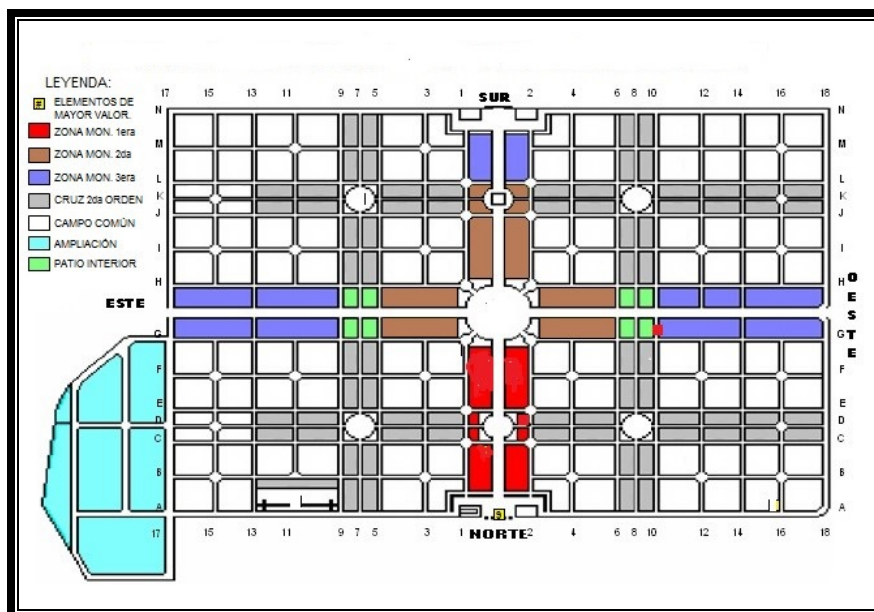 LEYENDA:
# ELEMENTOS DE
MAYOR VALOR.
ZONA MON. 1era
ZONA MON. 2da
ZONA MON. 3era
CRUZ 2da ORDEN
CAMPO COMÚN
AMPLIACIÓN
PATIO INTERIOR
17 15 13 11 9 7 5 3 1 2 4 6 8 10 12 14 16 18
SUR
N N
M M
L L
K K
J J
I I
H H
ESTE
OESTE
G G
F F
E E
D D
C C
B B
A A
9
17 15 13 11 9 7 5 3 1 2 4 6 8 10 12 14 16 18
NORTE